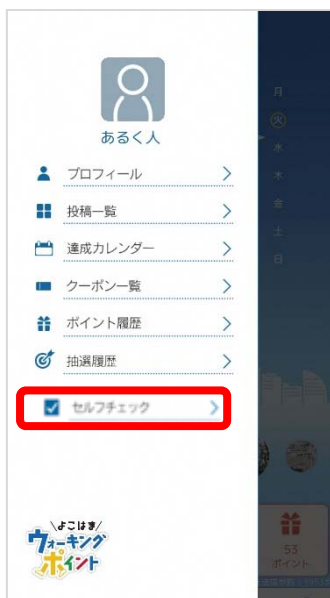 あるく人
プロフィール
投稿一覧
達成カレンダー
クーポン一覧
ポイント履歴
抽選履歴
セルフチェック
よこはま
ウォーキング
ポイント
月
火
水
木
金
土
日
53
ポイント